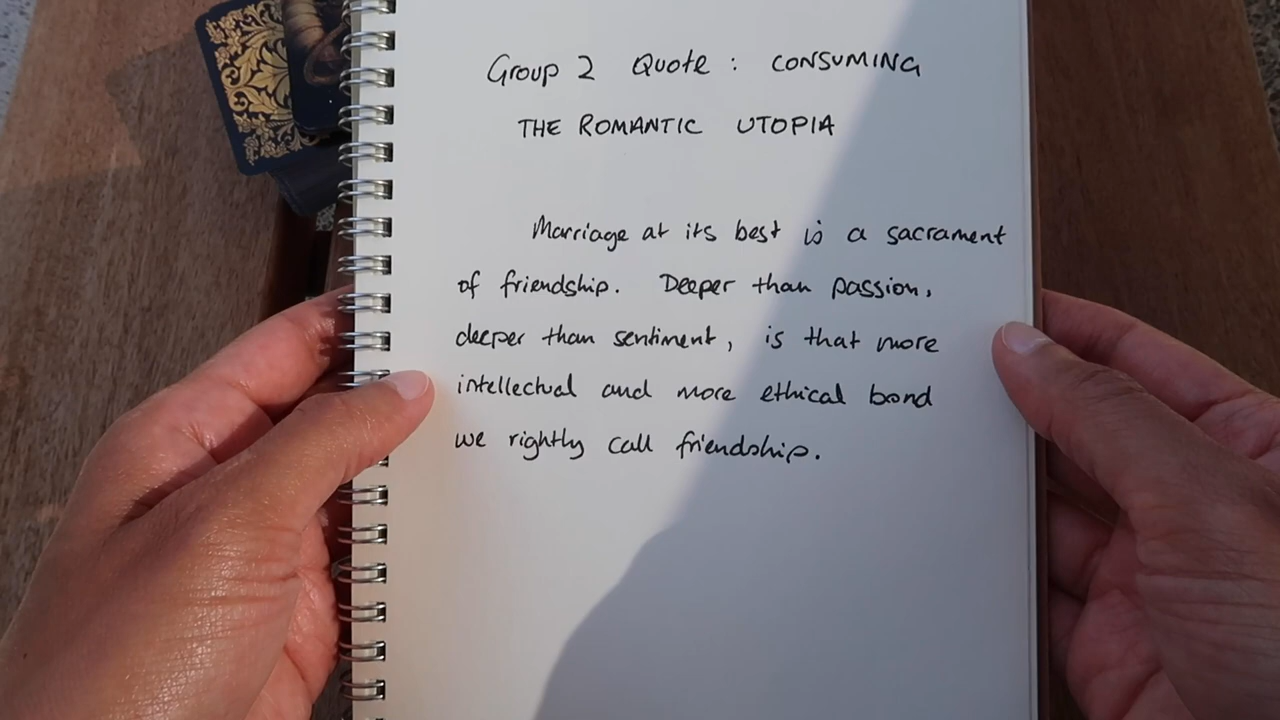 Group 2 Quote : CONSUMING
THE ROMANTIC UTOPIA
Marriage at its best is a sacrament
of friendship. Deeper than passion,
deeper than sentiment, is that more
intellectual and more ethical bond
we rightly call friendship.